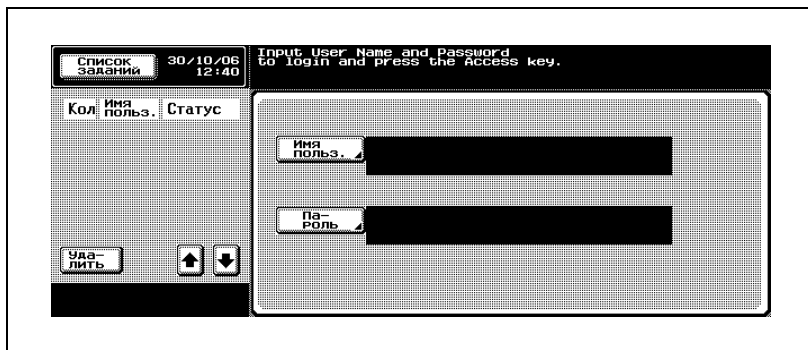 Список
заданий
30/10/06
12:40
Input User Name and Password
to login and press the Access key.
Кол Имя
польз. Статус
Имя
польз.
Па-
роль
Уда-
лить